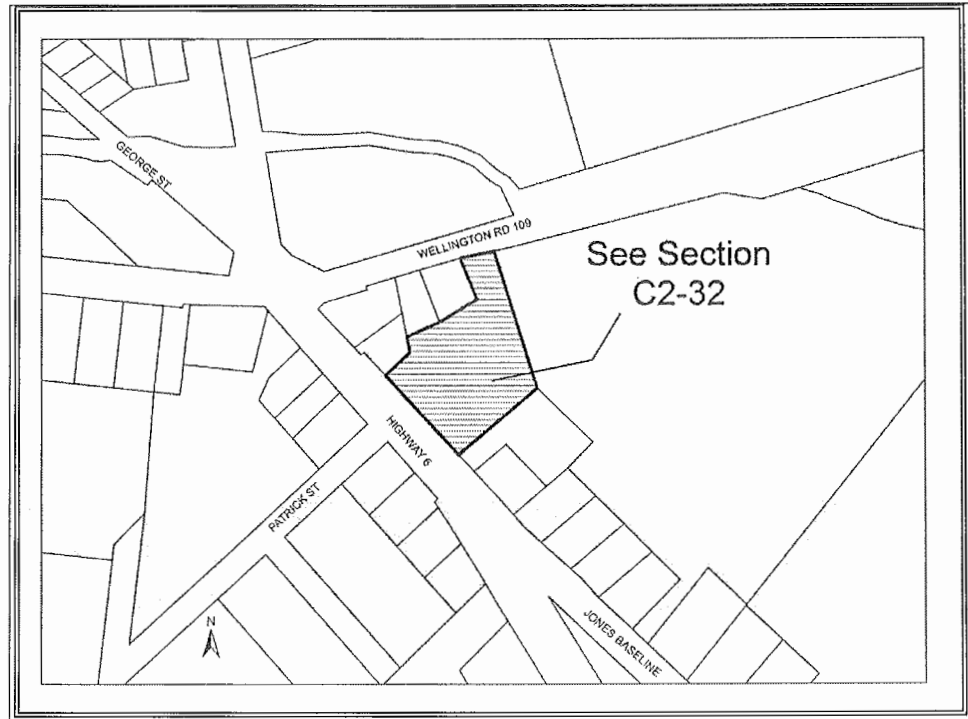 GEORGE ST
WELLINGTON RD 109
See Section
C2-32
HIGHWAY 6
PATRICK ST
N
JONES BASELINE